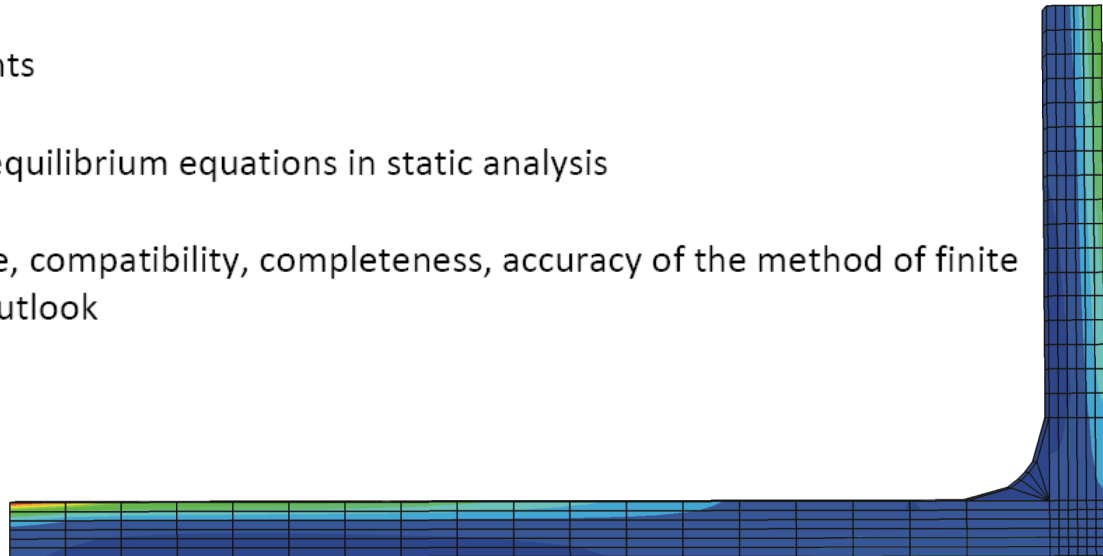 nts
equilibrium equations in static analysis
e, compatibility, completeness, accuracy of the method of finite
utlook